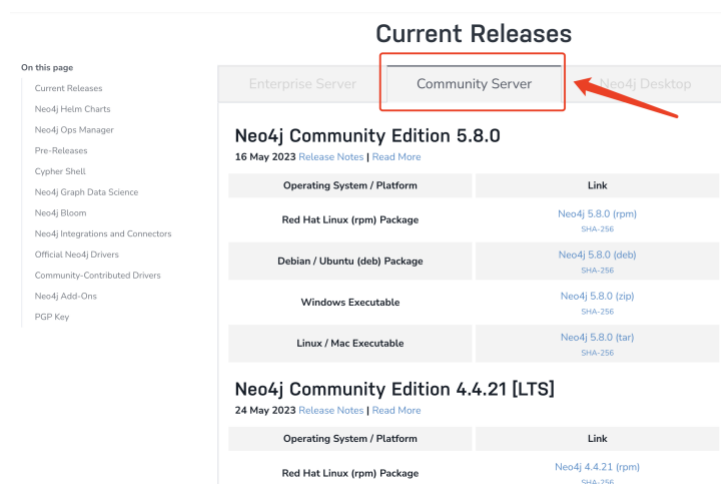 Current Releases
On this page
Current Releases
Neo4j Helm Charts
Neo4j Ops Manager
Pre-Releases
Cypher Shell
Neo4j Graph Data Science
Neo4j Bloom
Neo4j Integrations and Connectors
Official Neo4j Drivers
Community-Contributed Drivers
Neo4j Add-Ons
PGP Key
Enterprise Server
Community Server
Neo4j Desktop
Neo4j Community Edition 5.8.0
16 May 2023 Release Notes | Read More
Operating System / Platform Link
Red Hat Linux (rpm) Package Neo4j 5.8.0 (rpm)
SHA-256
Debian / Ubuntu (deb) Package Neo4j 5.8.0 (deb)
SHA-256
Windows Executable Neo4j 5.8.0 (zip)
SHA-256
Linux / Mac Executable Neo4j 5.8.0 (tar)
SHA-256
Neo4j Community Edition 4.4.21 [LTS]
24 May 2023 Release Notes | Read More
Operating System / Platform Link
Red Hat Linux (rpm) Package Neo4j 4.4.21 (rpm)
SHA-256